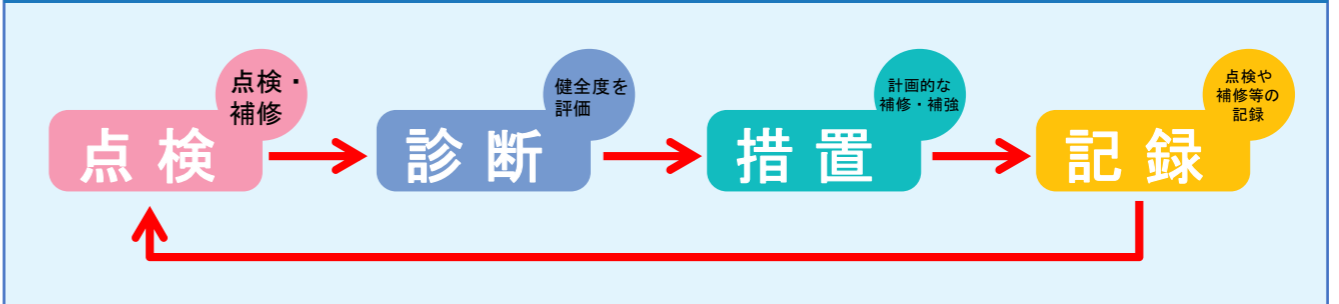 点検・
補修
点検
健全度を
評価
診断
計画的な
補修・補強
措置
点検や
補修等の
記録
記録